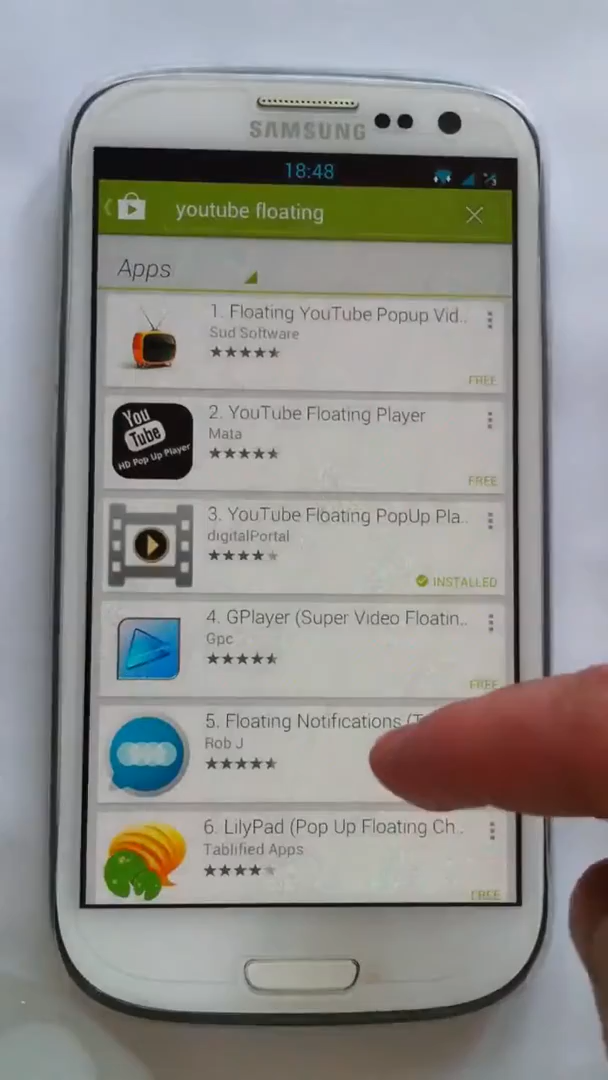 SAMSUNG
18:48
youtube floating
Apps
1. Floating YouTube Popup Vid..
Sud Software
FREE
You
Tube
HD Pop Up Player
2. YouTube Floating Player
Mata
FREE
3. YouTube Floating PopUp Pla..
digitalPortal
INSTALLED
4. GPlayer (Super Video Floatin..
Gpc
FREE
5. Floating Notifications (
Rob J
6. LilyPad (Pop Up Floating Ch..
Tablified Apps
FREE